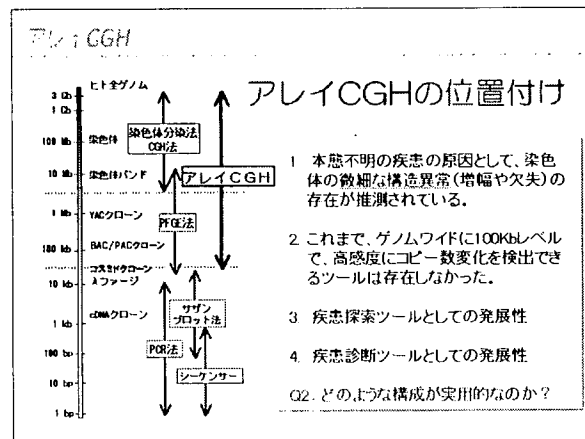 アレイCGH
アレイCGHの位置付け
ヒト全ゲノム
3 Gb
1 Gb
100 Mb
染色体
10 Mb
染色体バンド
1 Mb
YACクローン
BAC/PACクローン
100 kb
コスミドクローン
λファージ
10 kb
cDNAクローン
1 kb
100 bp
10 bp
1 bp
染色体分染法
CGH法
アレイCGH
PFGE法
サザン
ブロット法
PCR法
シーケンサー
1 本態不明の疾患の原因として、染色
体の微細な構造異常(増幅や欠失)の
存在が推測されている。
2. これまで、ゲノムワイドに100Kbレベル
で、高感度にコピー数変化を検出でき
るツールは存在しなかった。
3. 疾患探索ツールとしての発展性
4. 疾患診断ツールとしての発展性
Q2. どのような構成が実用的なのか?